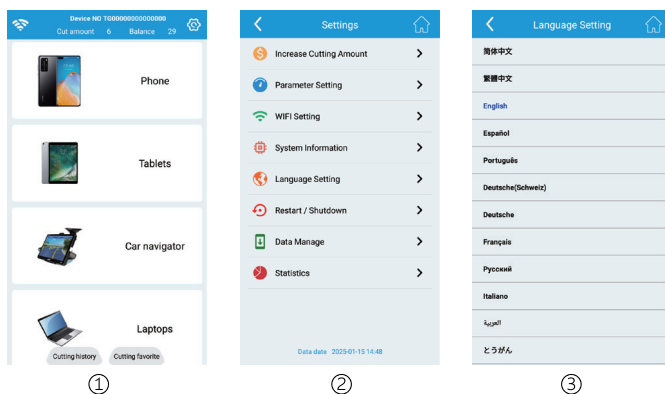 Device NO TG00000000000000
Cut amount 6 Balance 29
Phone
Tablets
Car navigator
Laptops
Cutting history Cutting favorite
①
Settings
Increase Cutting Amount
Parameter Setting
WIFI Setting
System Information
Language Setting
Restart / Shutdown
Data Manage
Statistics
Data data 2025-01-15 14:48
②
Language Setting
简体中文
繁體中文
English
Español
Português
Deutsche(Schweiz)
Deutsche
Français
Русский
Italiano
العربية
とうがん
③